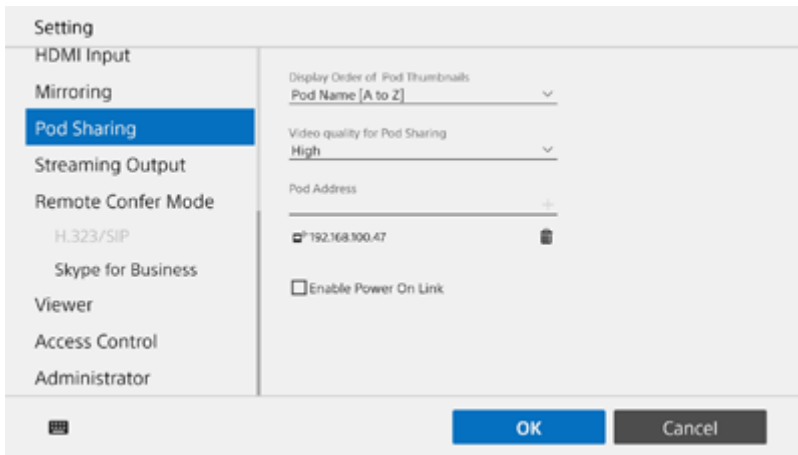 Setting
HDMI Input
Mirroring
Pod Sharing
Streaming Output
Remote Confer Mode
H.323/SIP
Skype for Business
Viewer
Access Control
Administrator
Display Order of Pod Thumbnails
Pod Name [A to Z]
Video quality for Pod Sharing
High
Pod Address
192.168.100.47
Enable Power On Link
OK
Cancel